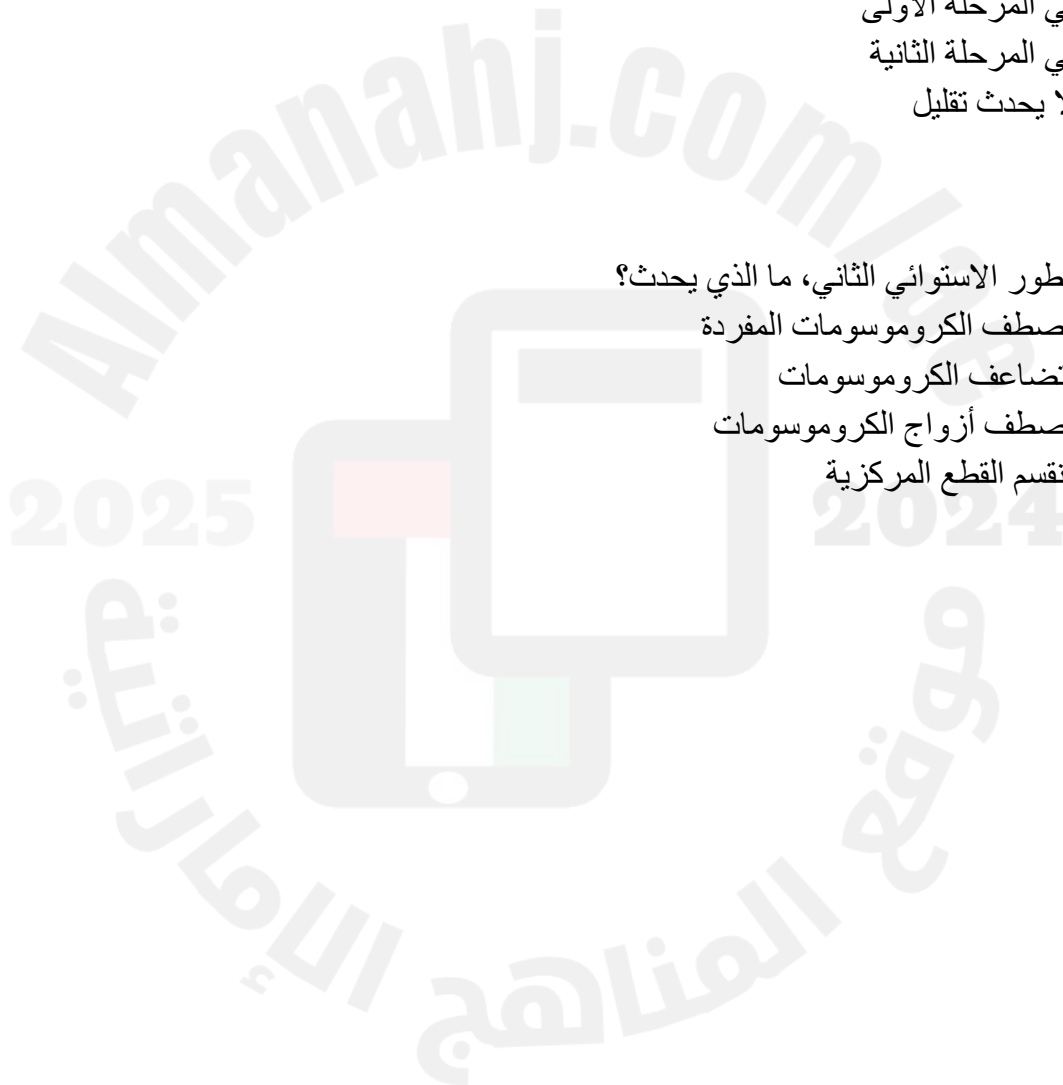 ي المرحلة الأولى
ي المرحلة الثانية
لا يحدث تقليل
طور الاستوائي الثاني، ما الذي يحدث؟
صطف الكروموسومات المفردة
تضاعف الكروموسومات
صطف أزواج الكروموسومات
نقسم القطع المركزية
Almanahj.com/ae
2025
2024
موقع المناهج الإماراتية